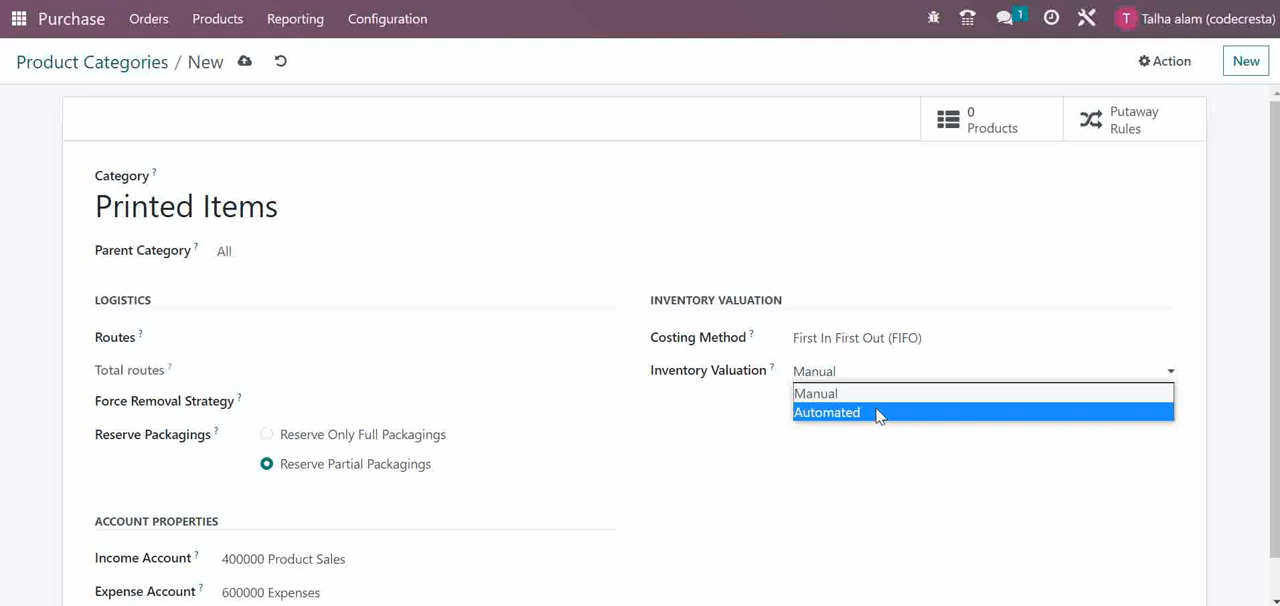 Purchase Orders Products Reporting Configuration 1 T Talha alam (codecresta)
Product Categories / New Action New
0
Products
Putaway
Rules
Category ?
Printed Items
Parent Category ? All
LOGISTICS INVENTORY VALUATION
Routes ? Costing Method ? First In First Out (FIFO)
Total routes ? Inventory Valuation ? Manual
Manual
Force Removal Strategy ? Automated
Reserve Packagings ? Reserve Only Full Packagings
Reserve Partial Packagings
ACCOUNT PROPERTIES
Income Account ? 400000 Product Sales
Expense Account ? 600000 Expenses